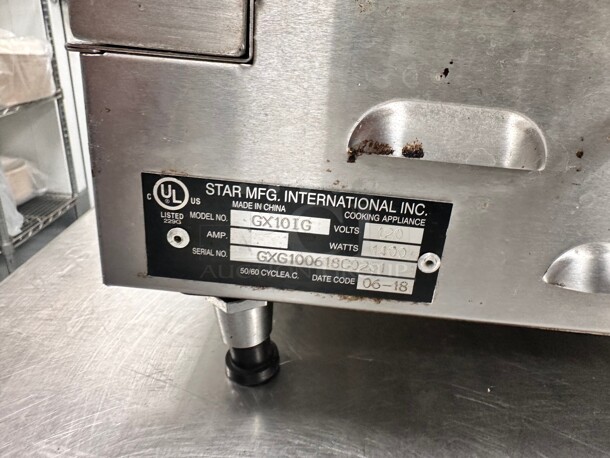 STAR MFG. INTERNATIONAL INC.
MADE IN CHINA COOKING APPLIANCE
C UL US
LISTED
229G
MODEL NO. GX10IG VOLTS 120
AMP. WATTS
SERIAL NO.
50/60 CYCLE A.C. DATE CODE 06-18